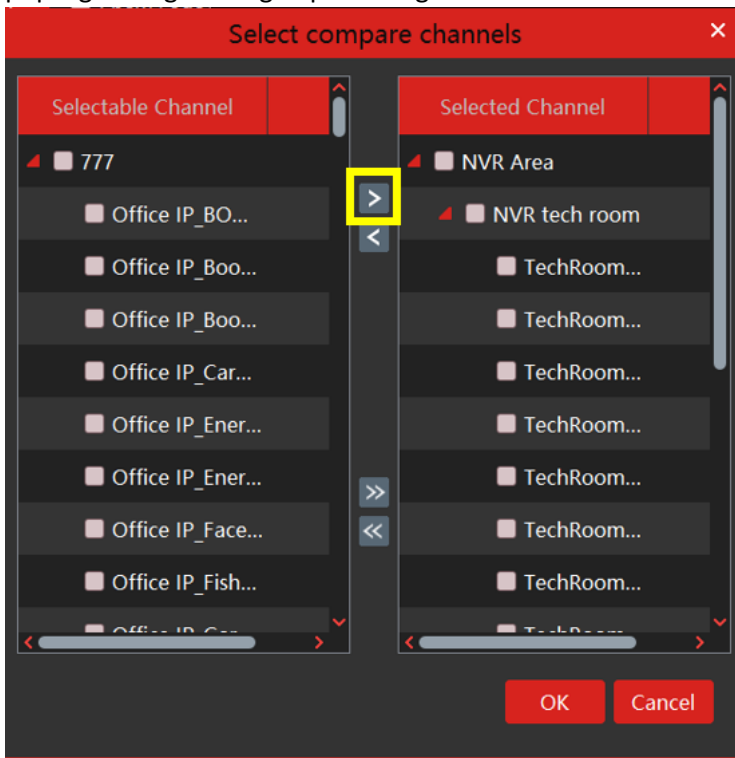 Select compare channels
×
Selectable Channel
777
Office IP_BO...
Office IP_Boo...
Office IP_Boo...
Office IP_Car...
Office IP_Ener...
Office IP_Ener...
Office IP_Face...
Office IP_Fish...
>
<
>>
<<
Selected Channel
NVR Area
NVR tech room
TechRoom...
TechRoom...
TechRoom...
TechRoom...
TechRoom...
TechRoom...
TechRoom...
OK
Cancel